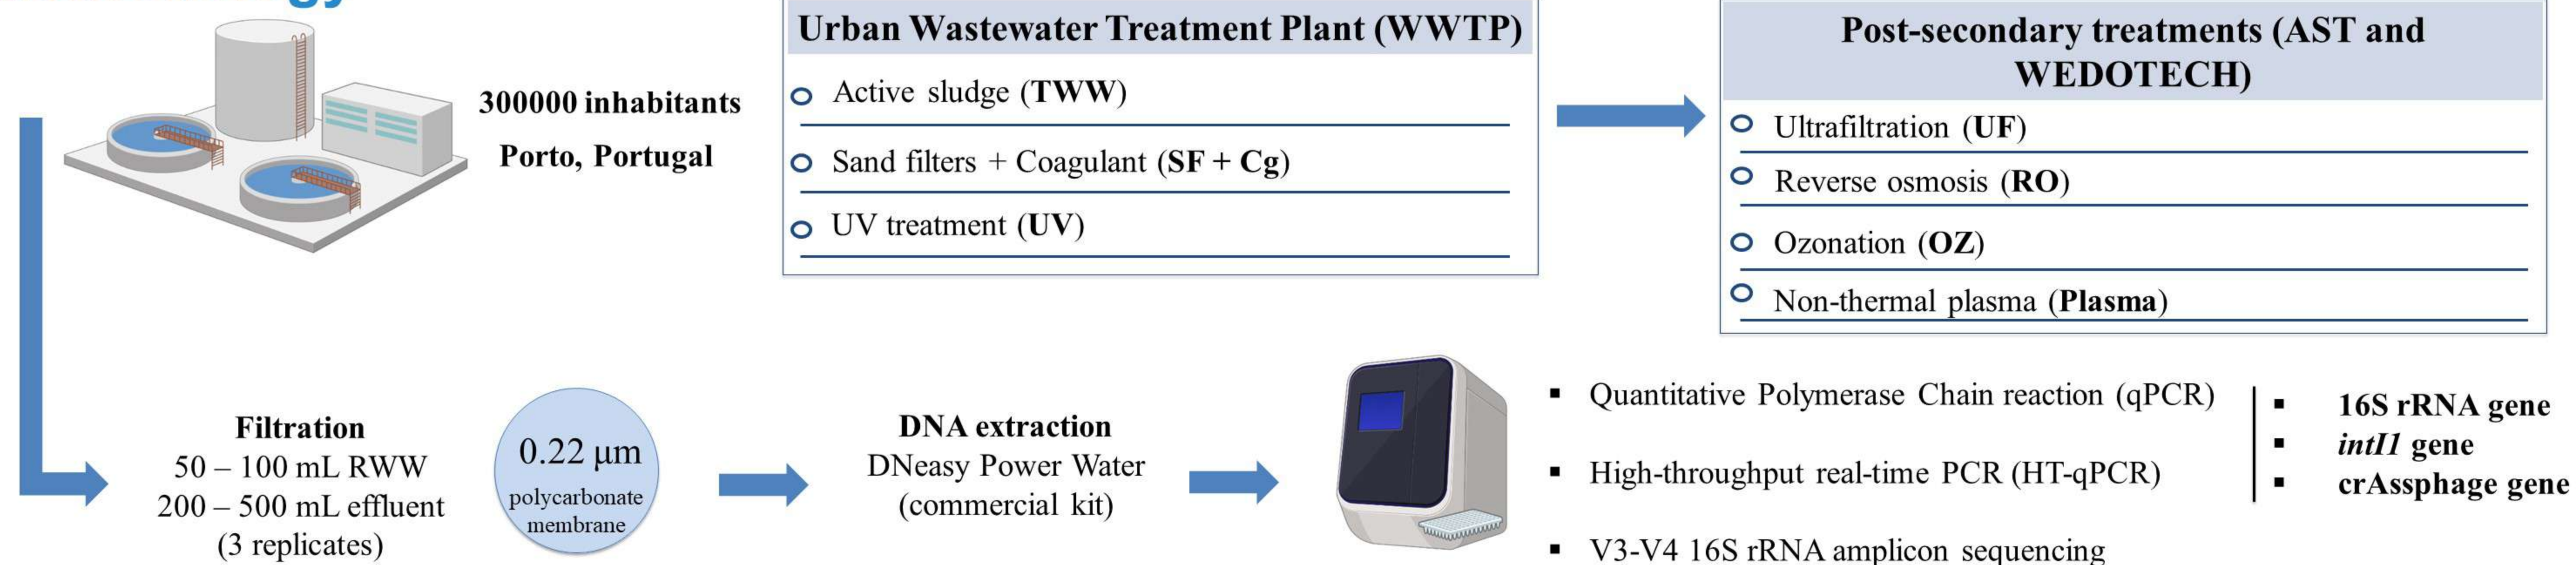 300000 inhabitants
Porto, Portugal
Urban Wastewater Treatment Plant (WWTP)
Active sludge (TWW)
Sand filters + Coagulant (SF + Cg)
UV treatment (UV)
Post-secondary treatments (AST and
WEDOTECH)
Ultrafiltration (UF)
Reverse osmosis (RO)
Ozonation (OZ)
Non-thermal plasma (Plasma)
Filtration
50 – 100 mL RWW
200 – 500 mL effluent
(3 replicates)
0.22 μm
polycarbonate
membrane
DNA extraction
DNeasy Power Water
(commercial kit)
▪ Quantitative Polymerase Chain reaction (qPCR)
▪ High-throughput real-time PCR (HT-qPCR)
▪ V3-V4 16S rRNA amplicon sequencing
▪ 16S rRNA gene
▪ intI1 gene
▪ crAssphage gene